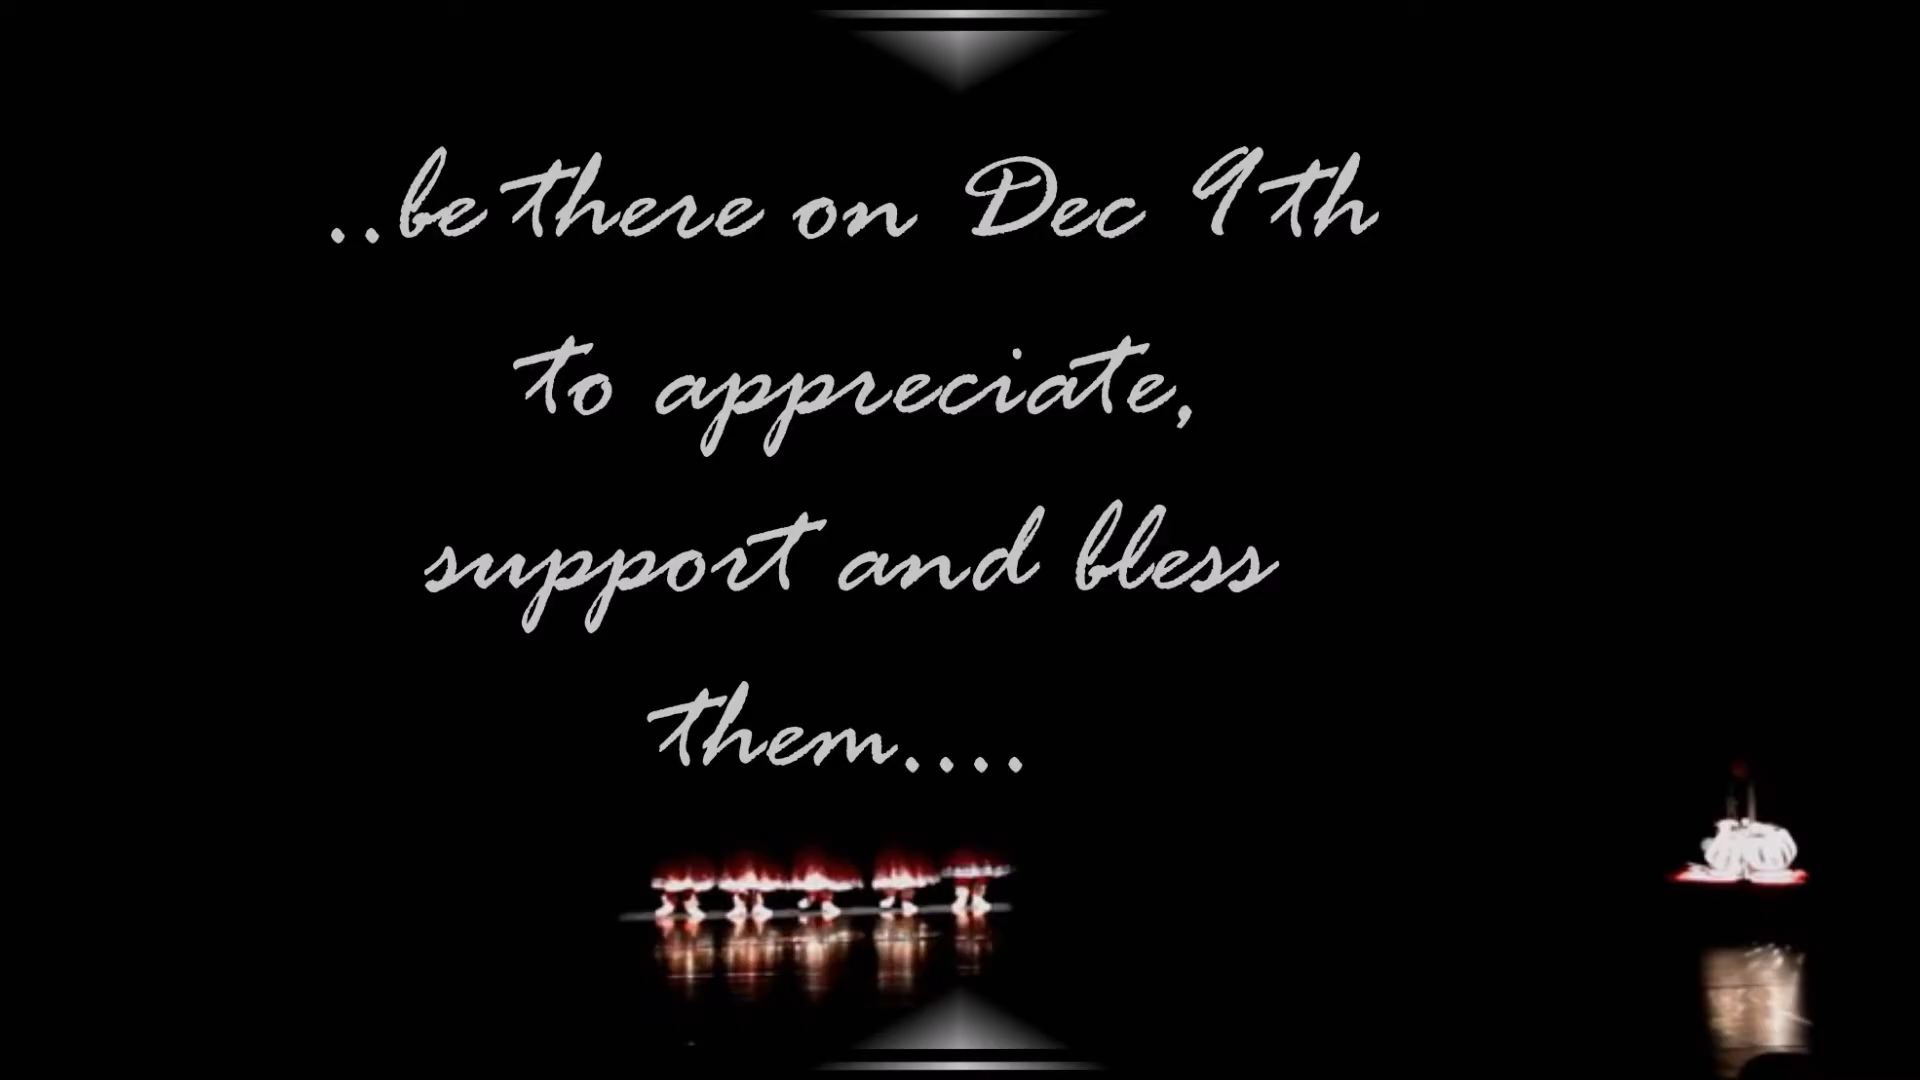 ..be there on Dec 9th
to appreciate,
support and bless
them....